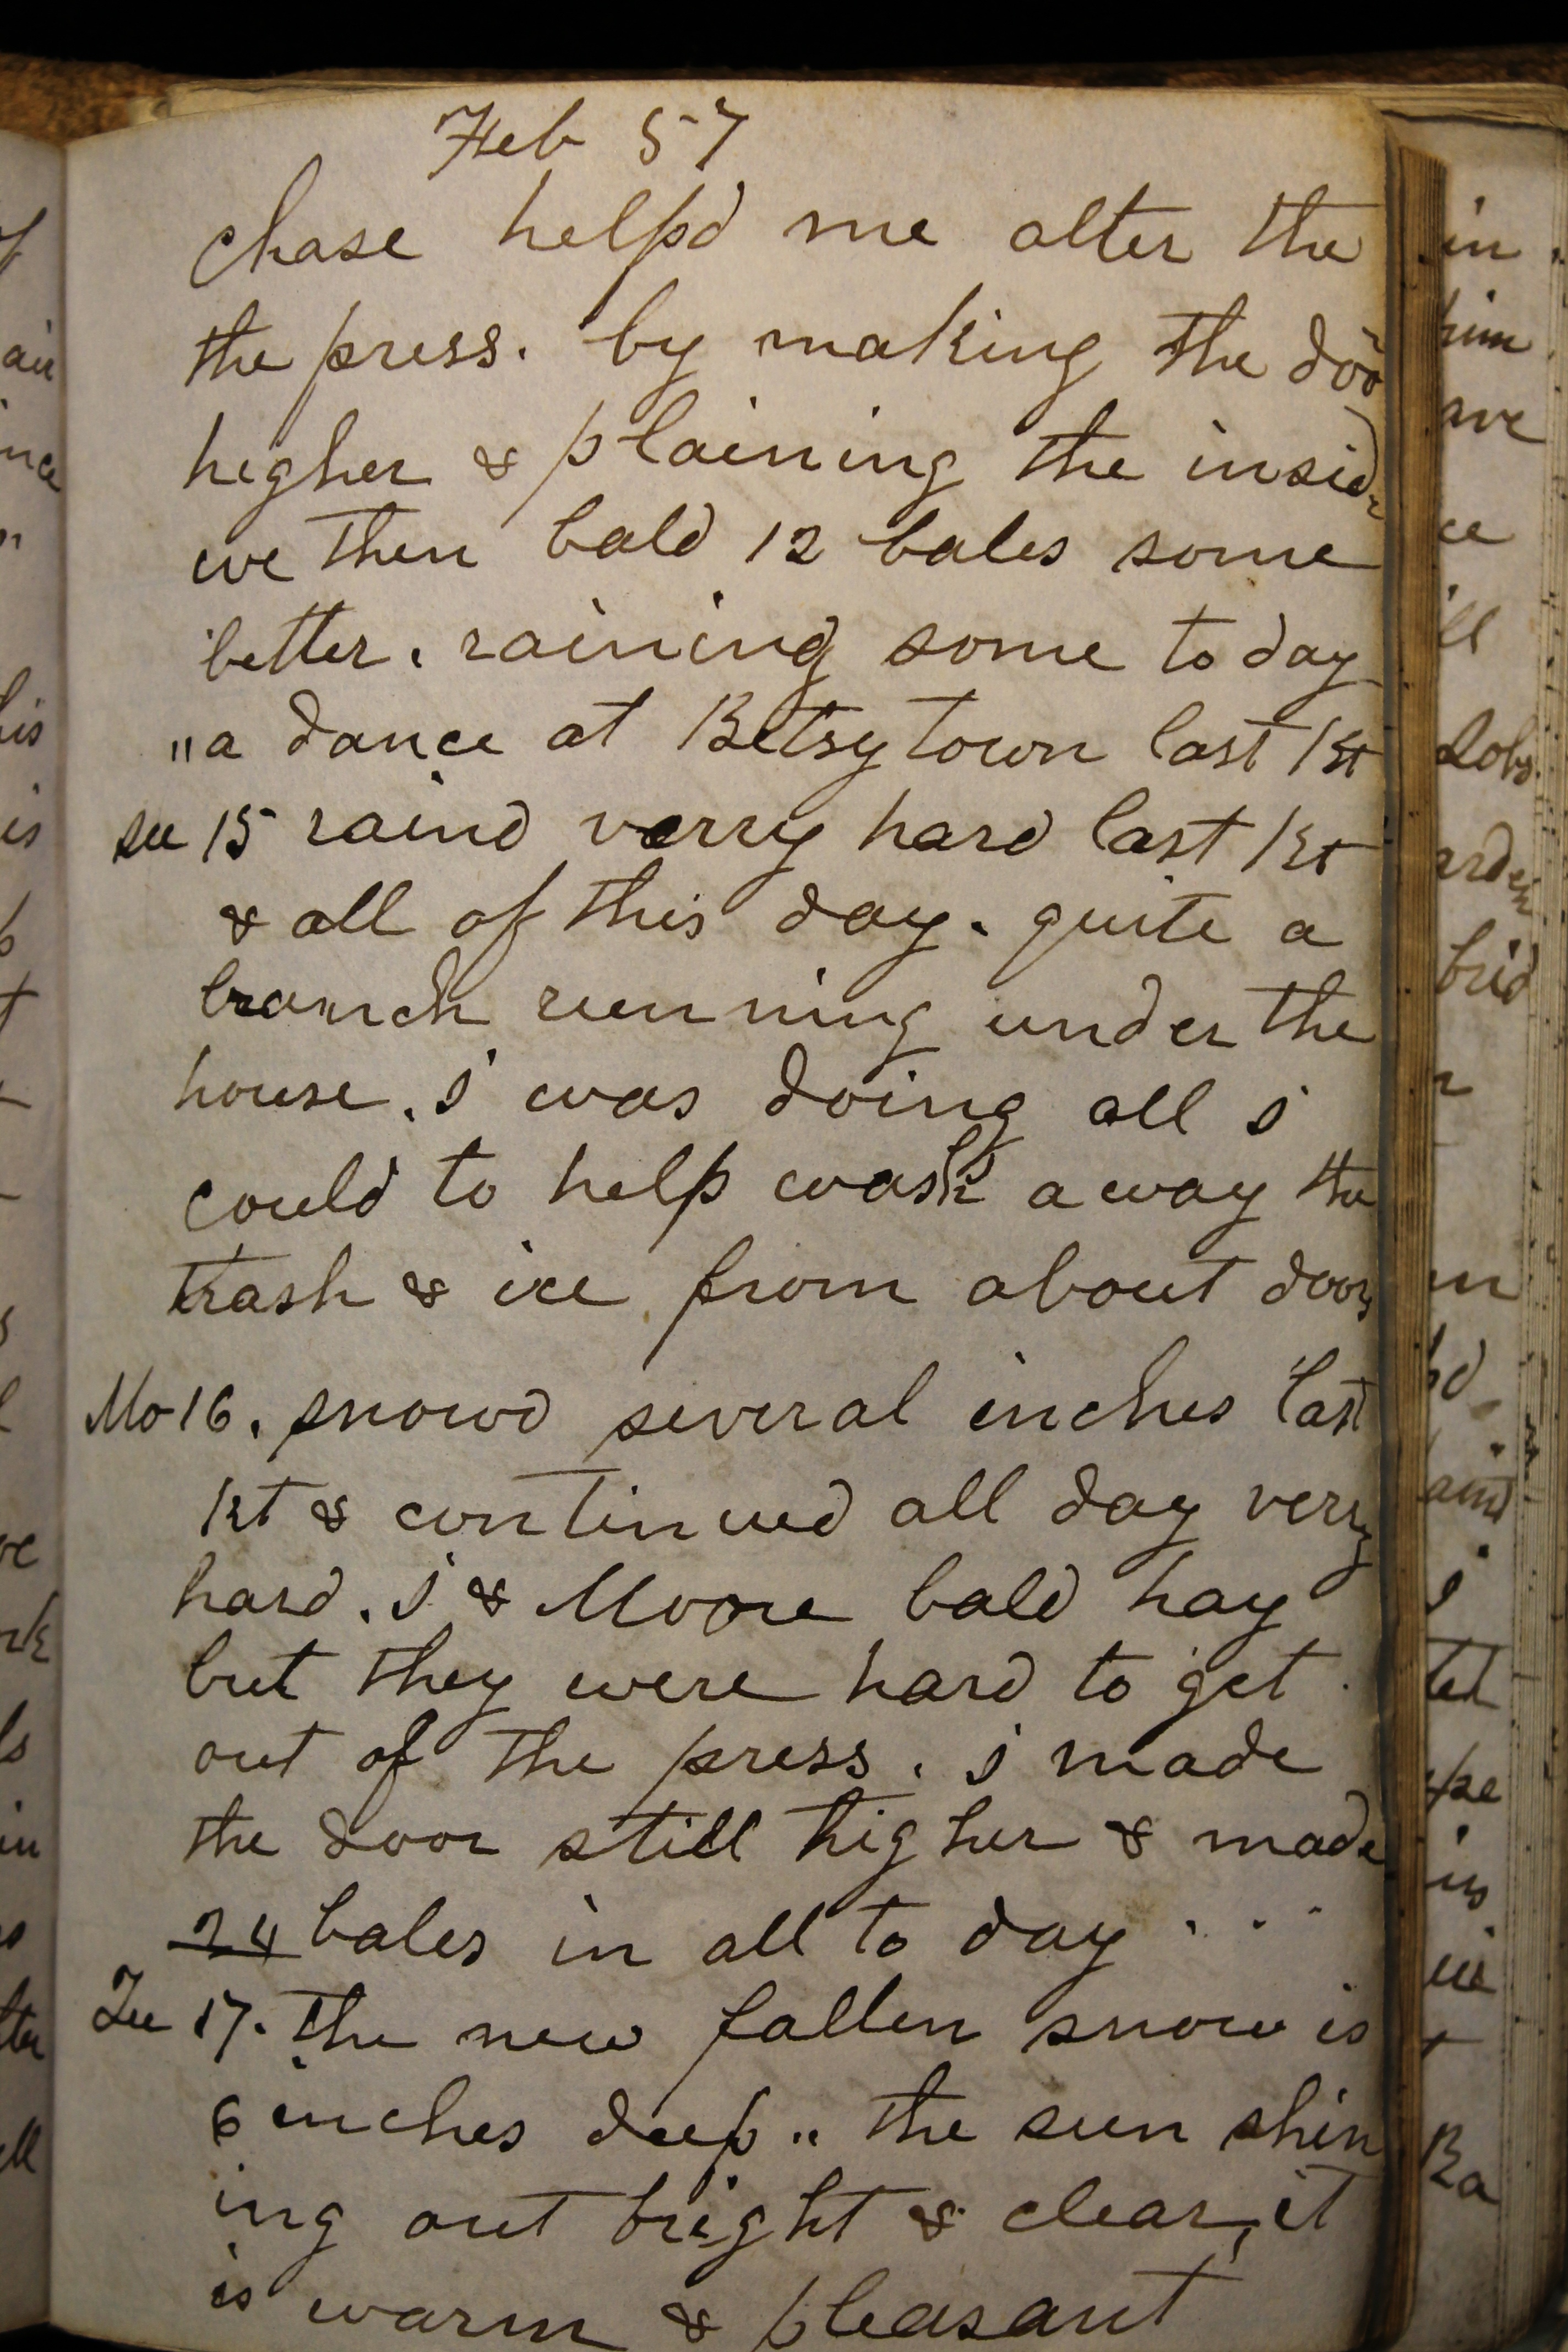 Feb 57
Chase helpd me alter the
the press. by making the doo
higher & plaining the inside
we then bald 12 bales some
better. raining some to day
"a dance at Betsytown last Nt
su 15 raind verry hard last Nt
& all of this day. quite a
branch running under the
house. i was doing all i
could to help wash away the
trash & ice from about doors
Mo 16. snowd several inches last
Nt & continued all day very
hard. i & Moore bald hay
but they were hard to get
out of the press. i made
the door still higher & made
24 bales in all to day . . .
Tu 17. The new fallen snow is
6 inches deep .. the sun shin
ing out bright & clear, it
is warm & pleasant